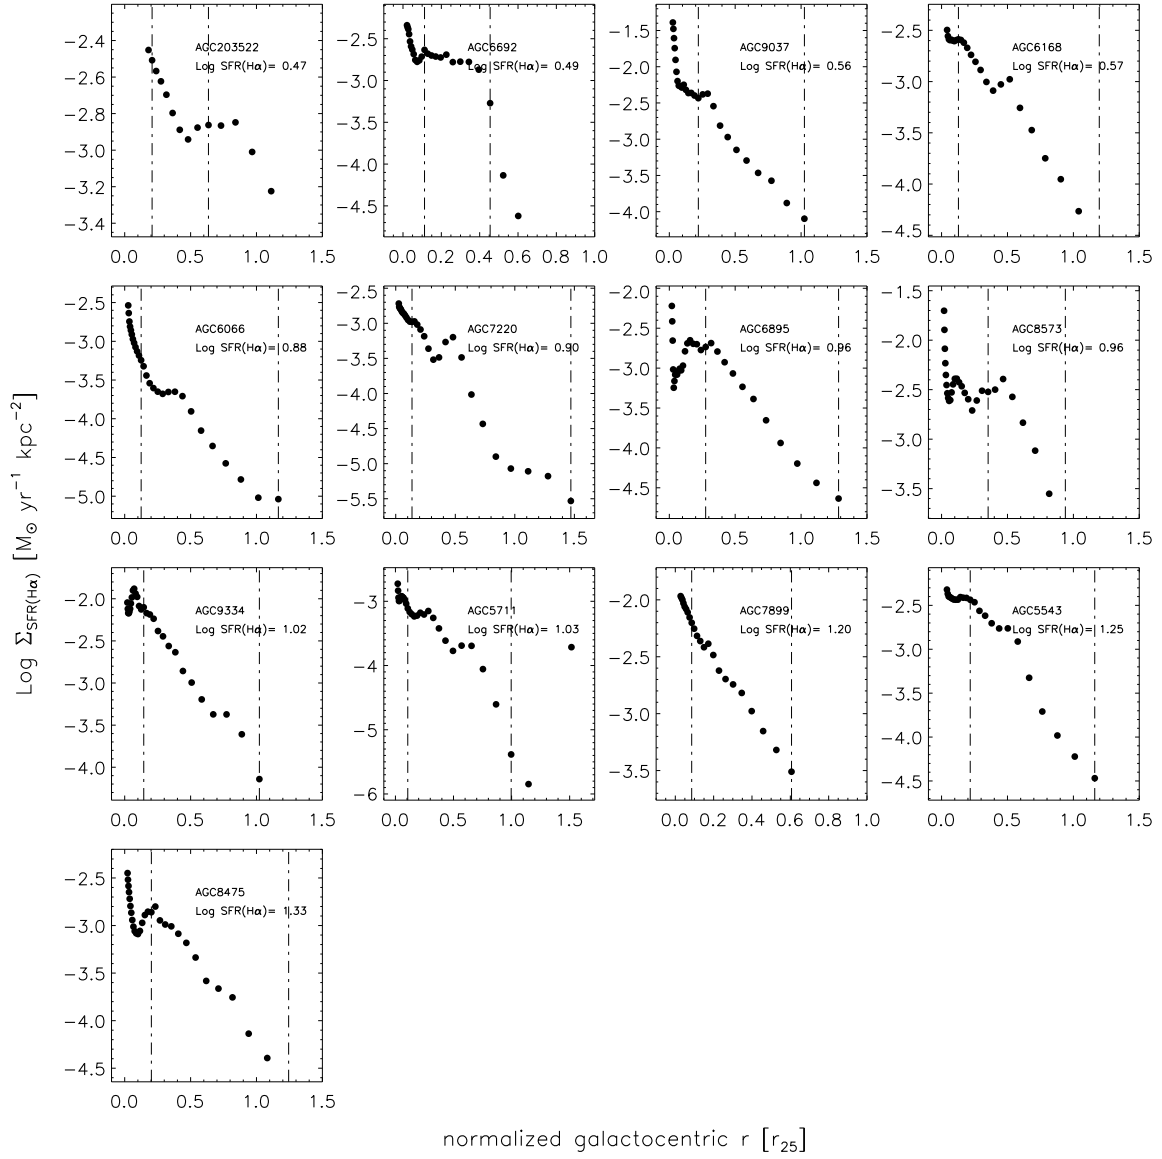 AGC203522
Log SFR(Hα)= 0.47
−2.4
−2.6
−2.8
−3.0
−3.2
−3.4
0.0 0.5 1.0 1.5
AGC6692
Log SFR(Hα)= 0.49
−2.5
−3.0
−3.5
−4.0
−4.5
0.0 0.2 0.4 0.6 0.8 1.0
AGC9037
Log SFR(Hα)= 0.56
−1.5
−2.0
−2.5
−3.0
−3.5
−4.0
0.0 0.5 1.0 1.5
AGC6168
Log SFR(Hα)= 0.57
−2.5
−3.0
−3.5
−4.0
−4.5
0.0 0.5 1.0 1.5
AGC6066
Log SFR(Hα)= 0.88
−2.5
−3.0
−3.5
−4.0
−4.5
−5.0
0.0 0.5 1.0 1.5
AGC7220
Log SFR(Hα)= 0.90
−2.5
−3.0
−3.5
−4.0
−4.5
−5.0
−5.5
0.0 0.5 1.0 1.5
AGC6895
Log SFR(Hα)= 0.96
−2.0
−2.5
−3.0
−3.5
−4.0
−4.5
0.0 0.5 1.0 1.5
AGC8573
Log SFR(Hα)= 0.96
−1.5
−2.0
−2.5
−3.0
−3.5
0.0 0.5 1.0 1.5
AGC9334
Log SFR(Hα)= 1.02
−2.0
−2.5
−3.0
−3.5
−4.0
0.0 0.5 1.0 1.5
AGC5711
Log SFR(Hα)= 1.03
−3
−4
−5
−6
0.0 0.5 1.0 1.5
AGC7899
Log SFR(Hα)= 1.20
−2.0
−2.5
−3.0
−3.5
0.0 0.2 0.4 0.6 0.8 1.0
AGC5543
Log SFR(Hα)= 1.25
−2.5
−3.0
−3.5
−4.0
−4.5
0.0 0.5 1.0 1.5
AGC8475
Log SFR(Hα)= 1.33
−2.5
−3.0
−3.5
−4.0
−4.5
0.0 0.5 1.0 1.5
Log Σ_SFR(Hα) [M⊙ yr⁻¹ kpc⁻²]
normalized galactocentric r [r₂₅]